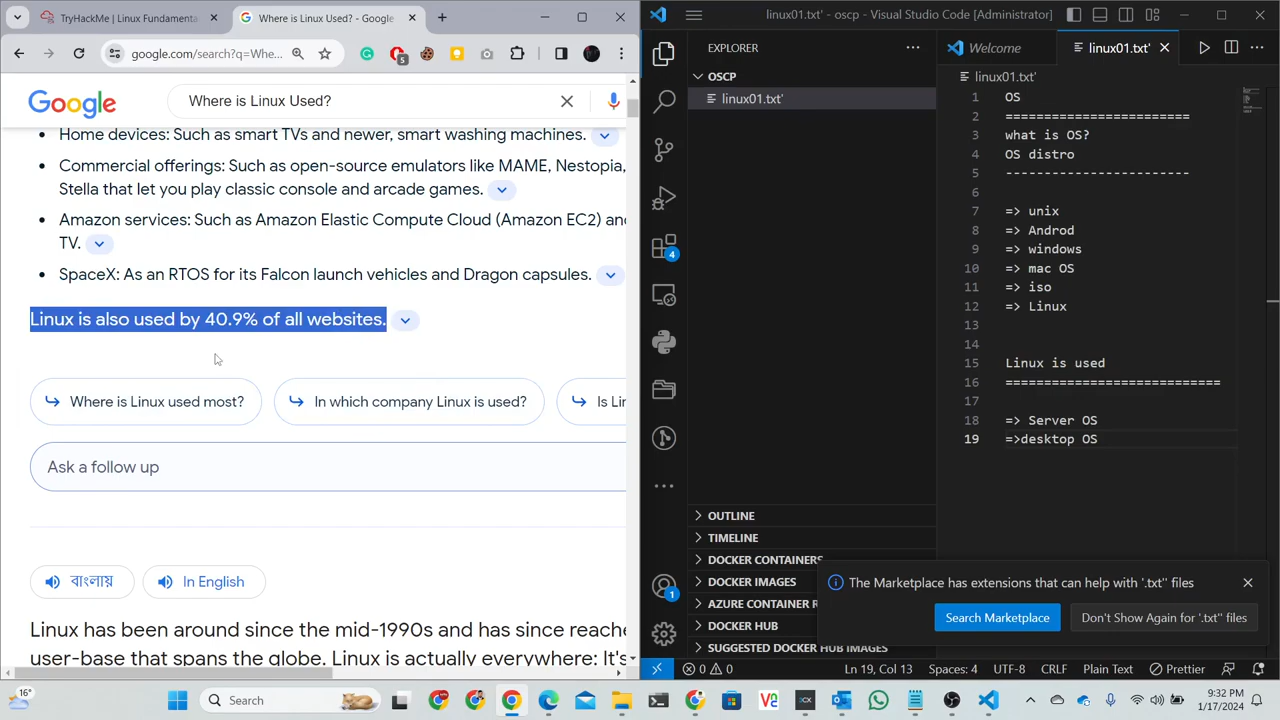 TryHackMe | Linux Fundamenta
Where is Linux Used? - Google
google.com/search?q=Whe...
5
Google
Where is Linux Used?
Home devices: Such as smart TVs and newer, smart washing machines.
Commercial offerings: Such as open-source emulators like MAME, Nestopia,
Stella that let you play classic console and arcade games.
Amazon services: Such as Amazon Elastic Compute Cloud (Amazon EC2) and
TV.
SpaceX: As an RTOS for its Falcon launch vehicles and Dragon capsules.
Linux is also used by 40.9% of all websites.
Where is Linux used most?
In which company Linux is used?
Is Li
Ask a follow up
বাংলায়
In English
Linux has been around since the mid-1990s and has since reache
user-base that spans the globe. Linux is actually everywhere: It's
linux01.txt' - oscp - Visual Studio Code [Administrator]
EXPLORER
OSCP
linux01.txt'
4
1
OUTLINE
TIMELINE
DOCKER CONTAINERS
DOCKER IMAGES
AZURE CONTAINER R
DOCKER HUB
SUGGESTED DOCKER HUB IMAGES
Welcome
linux01.txt'
linux01.txt'
1 OS
2 ========================
3 what is OS?
4 OS distro
5 ------------------------
6
7 => unix
8 => Androd
9 => windows
10 => mac OS
11 => iso
12 => Linux
13
14
15 Linux is used
16 ============================
17
18 => Server OS
19 =>desktop OS
The Marketplace has extensions that can help with '.txt'' files
Search Marketplace
Don't Show Again for '.txt'' files
0 0
Ln 19, Col 13
Spaces: 4
UTF-8
CRLF
Plain Text
Prettier
16°
Search
9:32 PM
1/17/2024